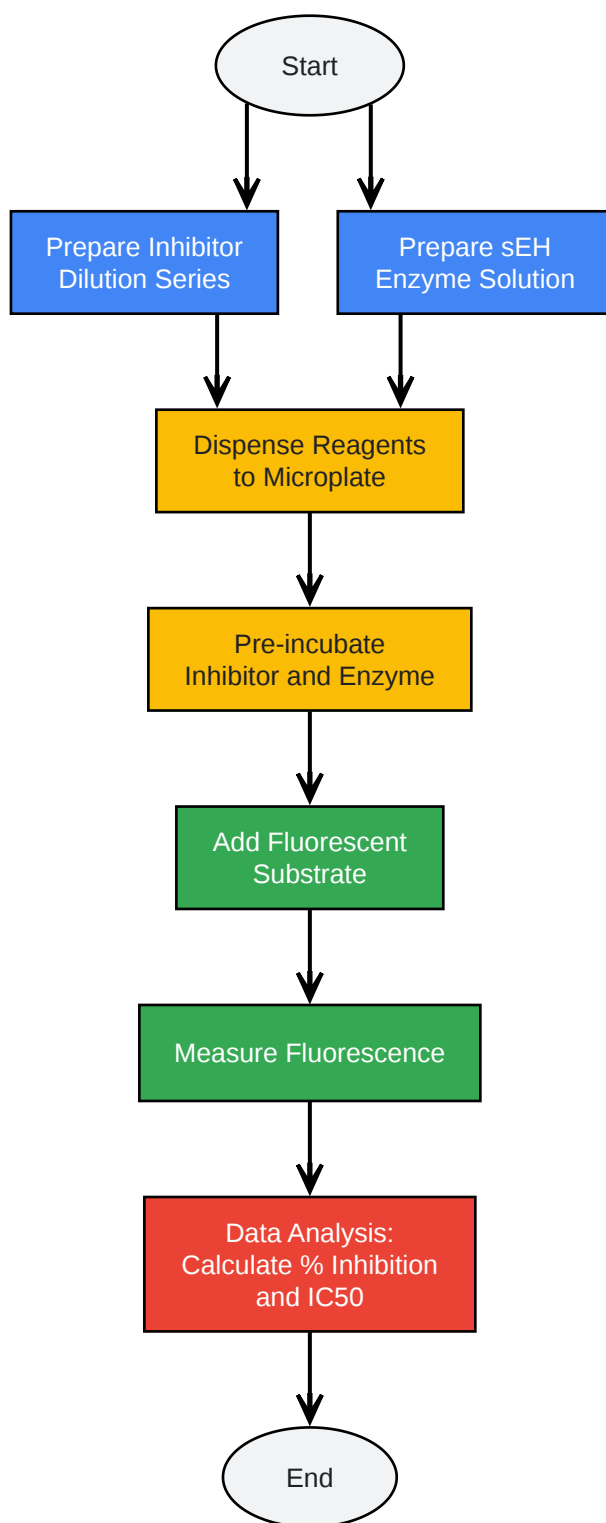 Start
Prepare Inhibitor
Dilution Series
Prepare sEH
Enzyme Solution
Dispense Reagents
to Microplate
Pre-incubate
Inhibitor and Enzyme
Add Fluorescent
Substrate
Measure Fluorescence
Data Analysis:
Calculate % Inhibition
and IC50
End